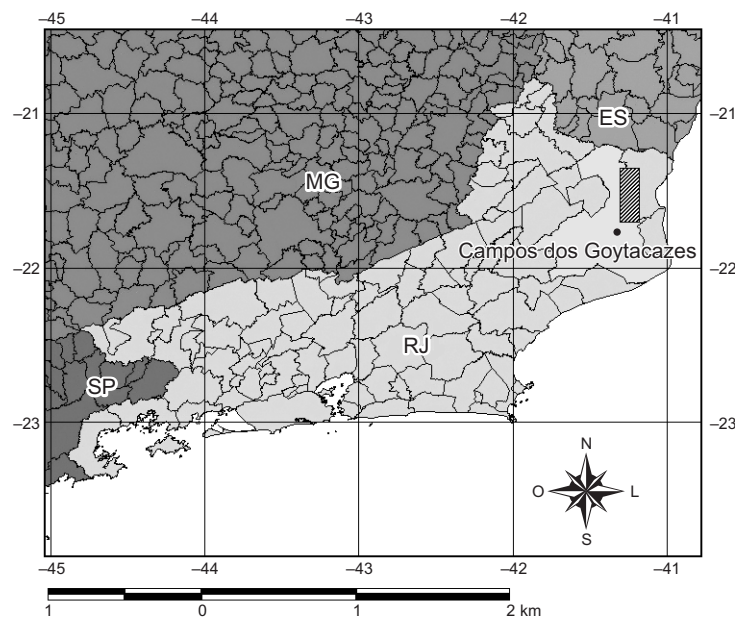 –45 –44 –43 –42 –41
–21 –21
ES
MG
Campos dos Goytacazes
–22 –22
RJ
SP
–23 –23
N
O L
S
–45 –44 –43 –42 –41
1 0 1 2 km